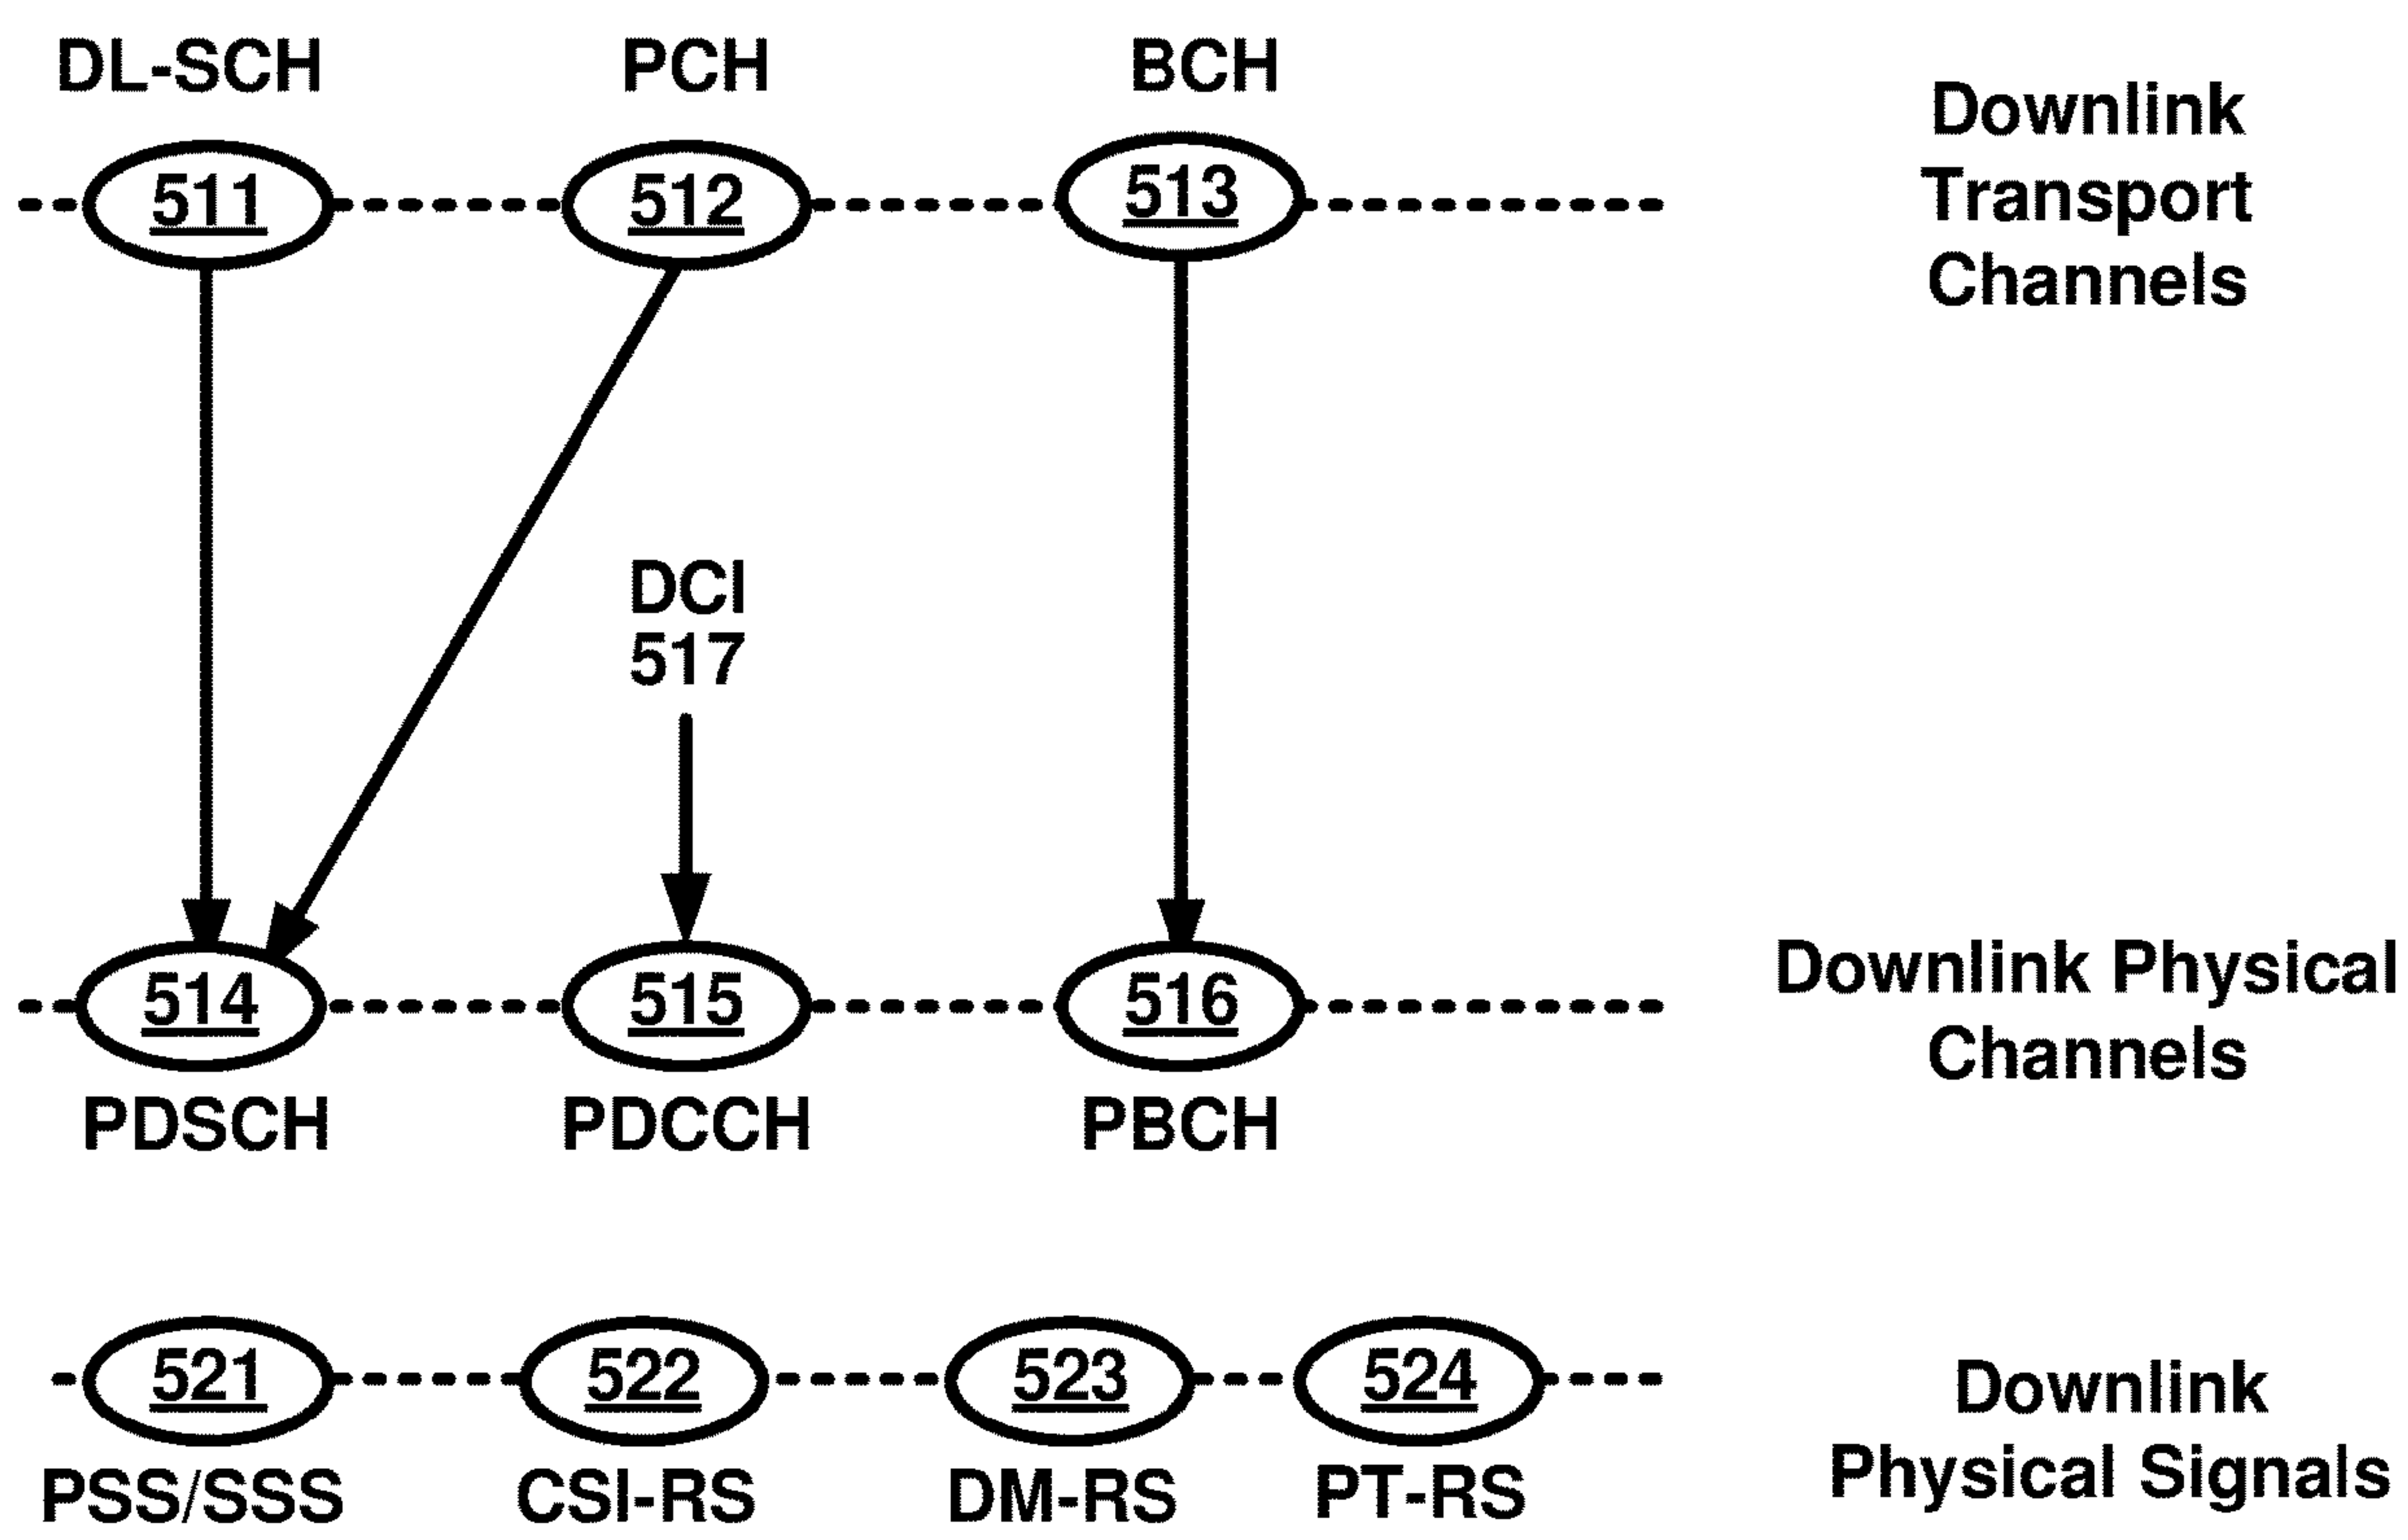 DL-SCH PCH BCH
511 512 513
Downlink
Transport
Channels
DCI
517
514 515 516
PDSCH PDCCH PBCH
Downlink Physical
Channels
521 522 523 524
PSS/SSS CSI-RS DM-RS PT-RS
Downlink
Physical Signals